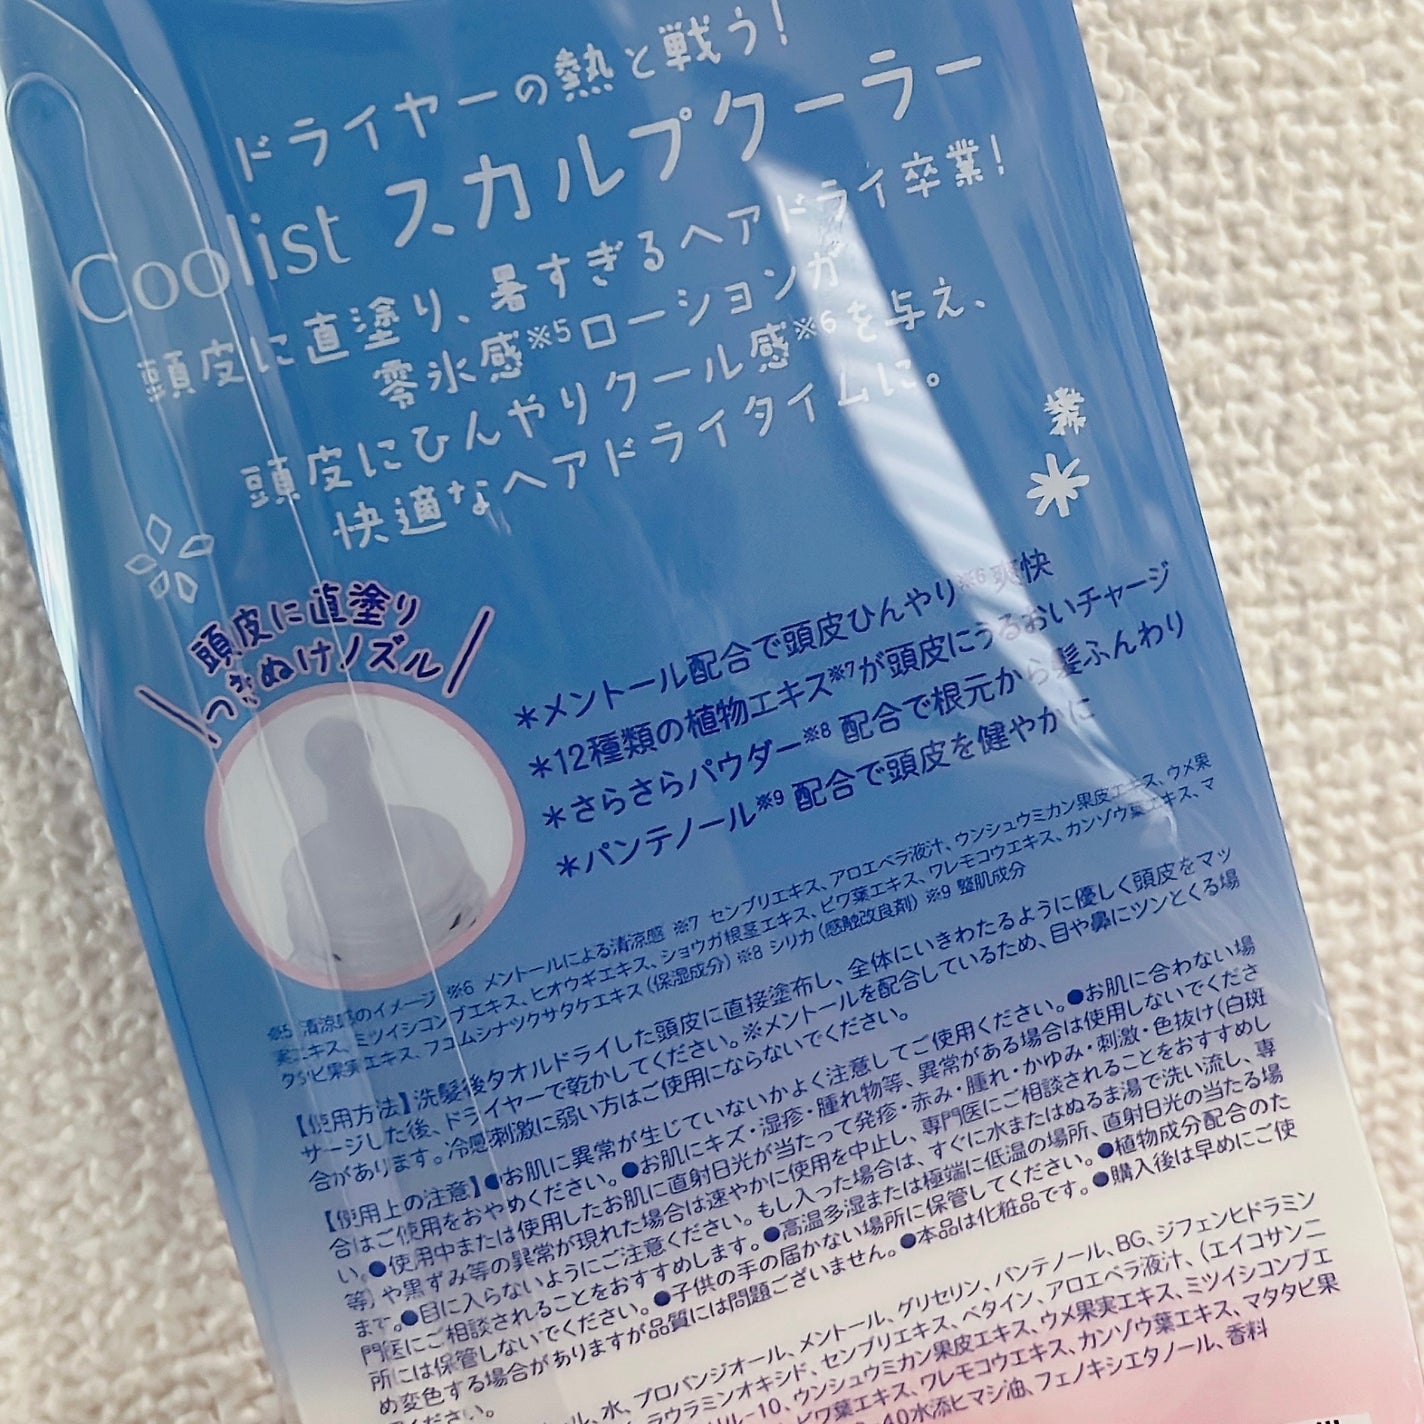 ドライヤーの熱と戦う!
Coolist スカルプクーラー
頭皮に直塗り、暑すぎるヘアドライ卒業!
零氷感※5ローションが
頭皮にひんやりクール感※6を与え、
快適なヘアドライタイムに。
頭皮に直塗り
つきぬけノズル
＊メントール配合で頭皮ひんやり※6爽快
＊12種類の植物エキス※7が頭皮にうるおいチャージ
＊さらさらパウダー※8 配合で根元から髪ふんわり
＊パンテノール※9 配合で頭皮を健やかに
※5 清涼感のイメージ ※6 メントールによる清涼感 ※7 センブリエキス、アロエベラ液汁、ウンシュウミカン果皮エキス、ウメ果
実エキス、ミツイシコンブエキス、ヒオウギエキス、ショウガ根茎エキス、ビワ葉エキス、ワレモコウエキス、カンゾウ葉エキス、マ
タタビ果実エキス、フユムシナツクサタケエキス(保湿成分) ※8 シリカ(感触改良剤) ※9 整肌成分
【使用方法】洗髪後タオルドライした頭皮に直接塗布し、全体にいきわたるように優しく頭皮をマッ
サージした後、ドライヤーで乾かしてください。※メントールを配合しているため、目や鼻にツンとくる場
合があります。冷感刺激に弱い方はご使用にならないでください。
【使用上の注意】●お肌に異常が生じていないかよく注意してご使用ください。●お肌に合わない場
合はご使用をおやめください。●お肌にキズ・湿疹・腫れ物等、異常がある場合は使用しないでくださ
い。●使用中または使用したお肌に直射日光が当たって発疹・赤み・腫れ・かゆみ・刺激・色抜け(白斑
等)や黒ずみ等の異常が現れた場合は速やかに使用を中止し、専門医にご相談されることをおすすめし
ます。●目に入らないようにご注意ください。もし入った場合は、すぐに水またはぬるま湯で洗い流し、専
門医にご相談されることをおすすめします。●高温多湿または極端に低温の場所、直射日光の当たる場
所には保管しないでください。●子供の手の届かない場所に保管してください。●植物成分配合のた
め変色する場合がありますが品質には問題ございません。●本品は化粧品です。●購入後は早めにご使
ください。
ル、水、プロパンジオール、メントール、グリセリン、パンテノール、BG、ジフェンヒドラミン
ラウラミンオキシド、センブリエキス、ベタイン、アロエベラ液汁、(エイコサン二
ル-10、ウンシュウミカン果皮エキス、ウメ果実エキス、ミツイシコンブエ
ビワ葉エキス、ワレモコウエキス、カンゾウ葉エキス、マタタビ果
40水添ヒマシ油、フェノキシエタノール、香料